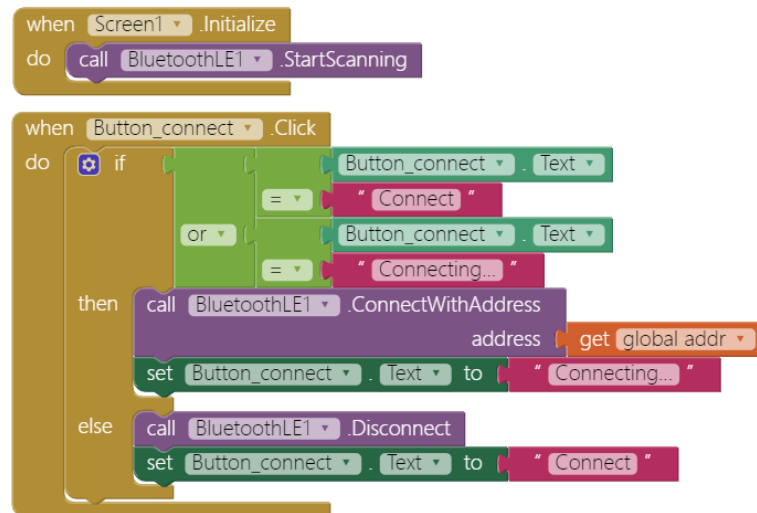 when Screen1 .Initialize
do call BluetoothLE1 .StartScanning
when Button_connect .Click
do if Button_connect . Text
= " Connect "
or Button_connect . Text
= " Connecting... "
then call BluetoothLE1 .ConnectWithAddress
address get global addr
set Button_connect . Text to " Connecting... "
else call BluetoothLE1 .Disconnect
set Button_connect . Text to " Connect "